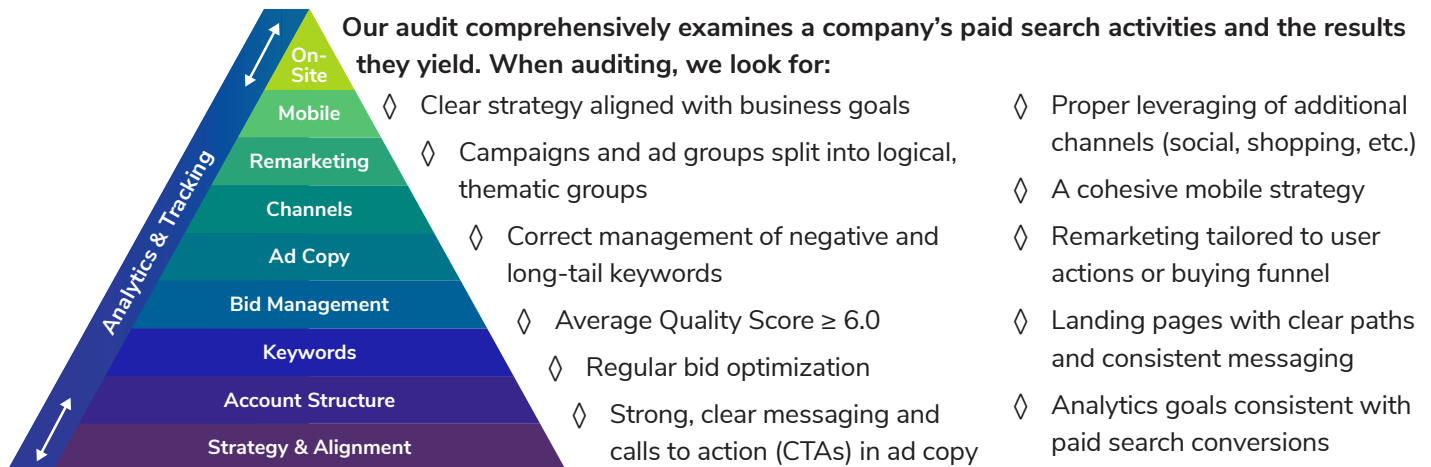 Our audit comprehensively examines a company’s paid search activities and the results
they yield. When auditing, we look for:
On-
Site
Mobile
Remarketing
Channels
Ad Copy
Bid Management
Keywords
Account Structure
Strategy & Alignment
Analytics & Tracking
◊ Clear strategy aligned with business goals
◊ Campaigns and ad groups split into logical,
thematic groups
◊ Correct management of negative and
long-tail keywords
◊ Average Quality Score ≥ 6.0
◊ Regular bid optimization
◊ Strong, clear messaging and
calls to action (CTAs) in ad copy
◊ Proper leveraging of additional
channels (social, shopping, etc.)
◊ A cohesive mobile strategy
◊ Remarketing tailored to user
actions or buying funnel
◊ Landing pages with clear paths
and consistent messaging
◊ Analytics goals consistent with
paid search conversions